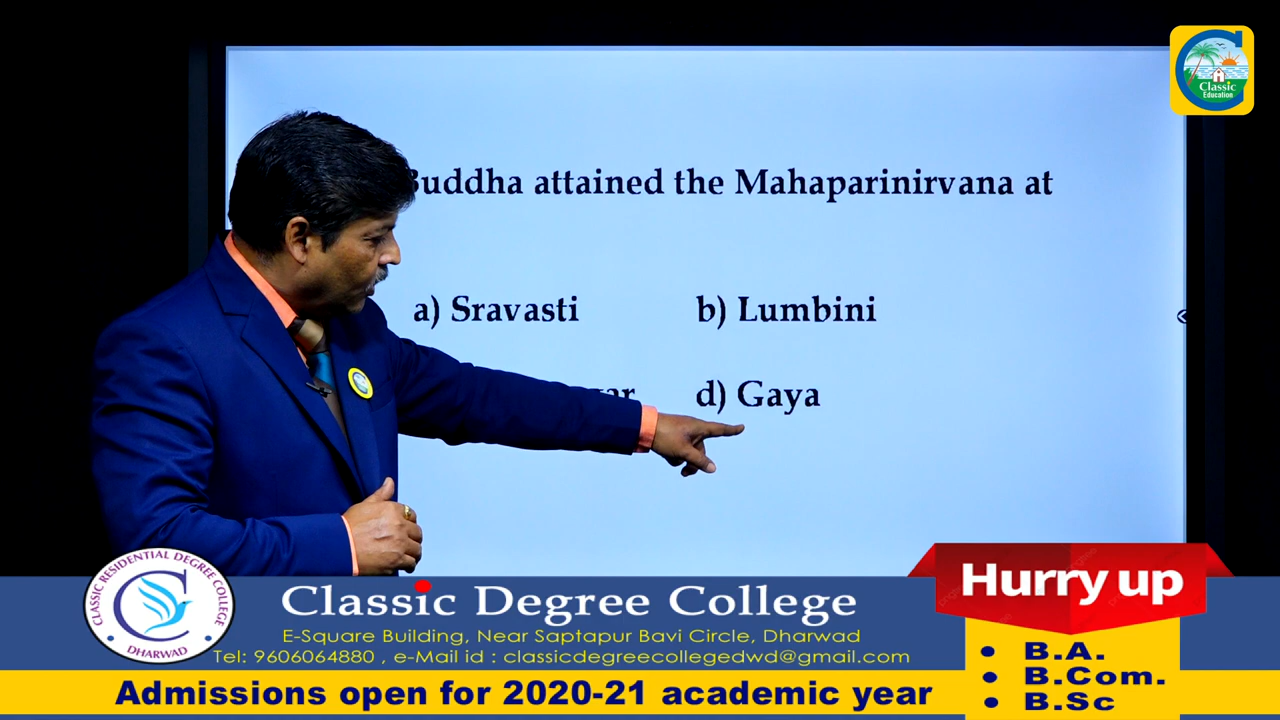 Classic
Education
Buddha attained the Mahaparinirvana at
a) Sravasti b) Lumbini
d) Gaya
CLASSIC RESIDENTIAL DEGREE COLLEGE
DHARWAD
Classic Degree College
E-Square Building, Near Saptapur Bavi Circle, Dharwad
Tel: 9606064880 , e-Mail id : classicdegreecollegedwd@gmail.com
Admissions open for 2020-21 academic year
Hurry up
• B.A.
• B.Com.
• B.Sc